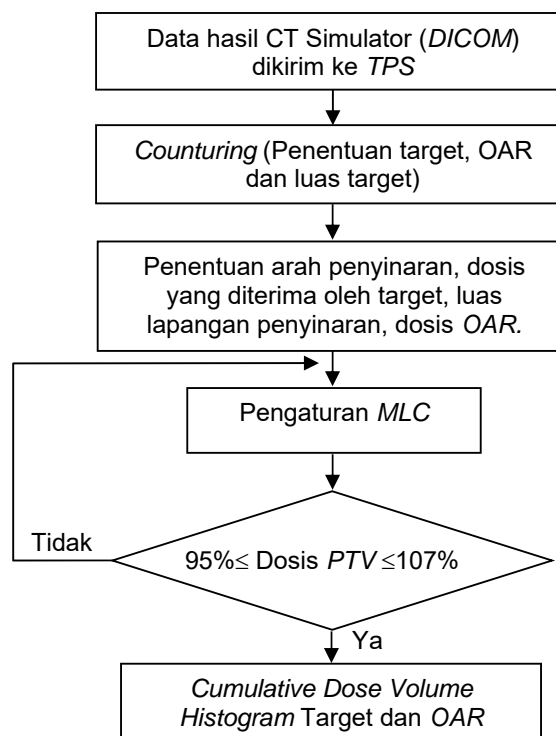 Data hasil CT Simulator (DICOM)
dikirim ke TPS
Counturing (Penentuan target, OAR
dan luas target)
Penentuan arah penyinaran, dosis
yang diterima oleh target, luas
lapangan penyinaran, dosis OAR.
Pengaturan MLC
Tidak
95%≤ Dosis PTV ≤107%
Ya
Cumulative Dose Volume
Histogram Target dan OAR